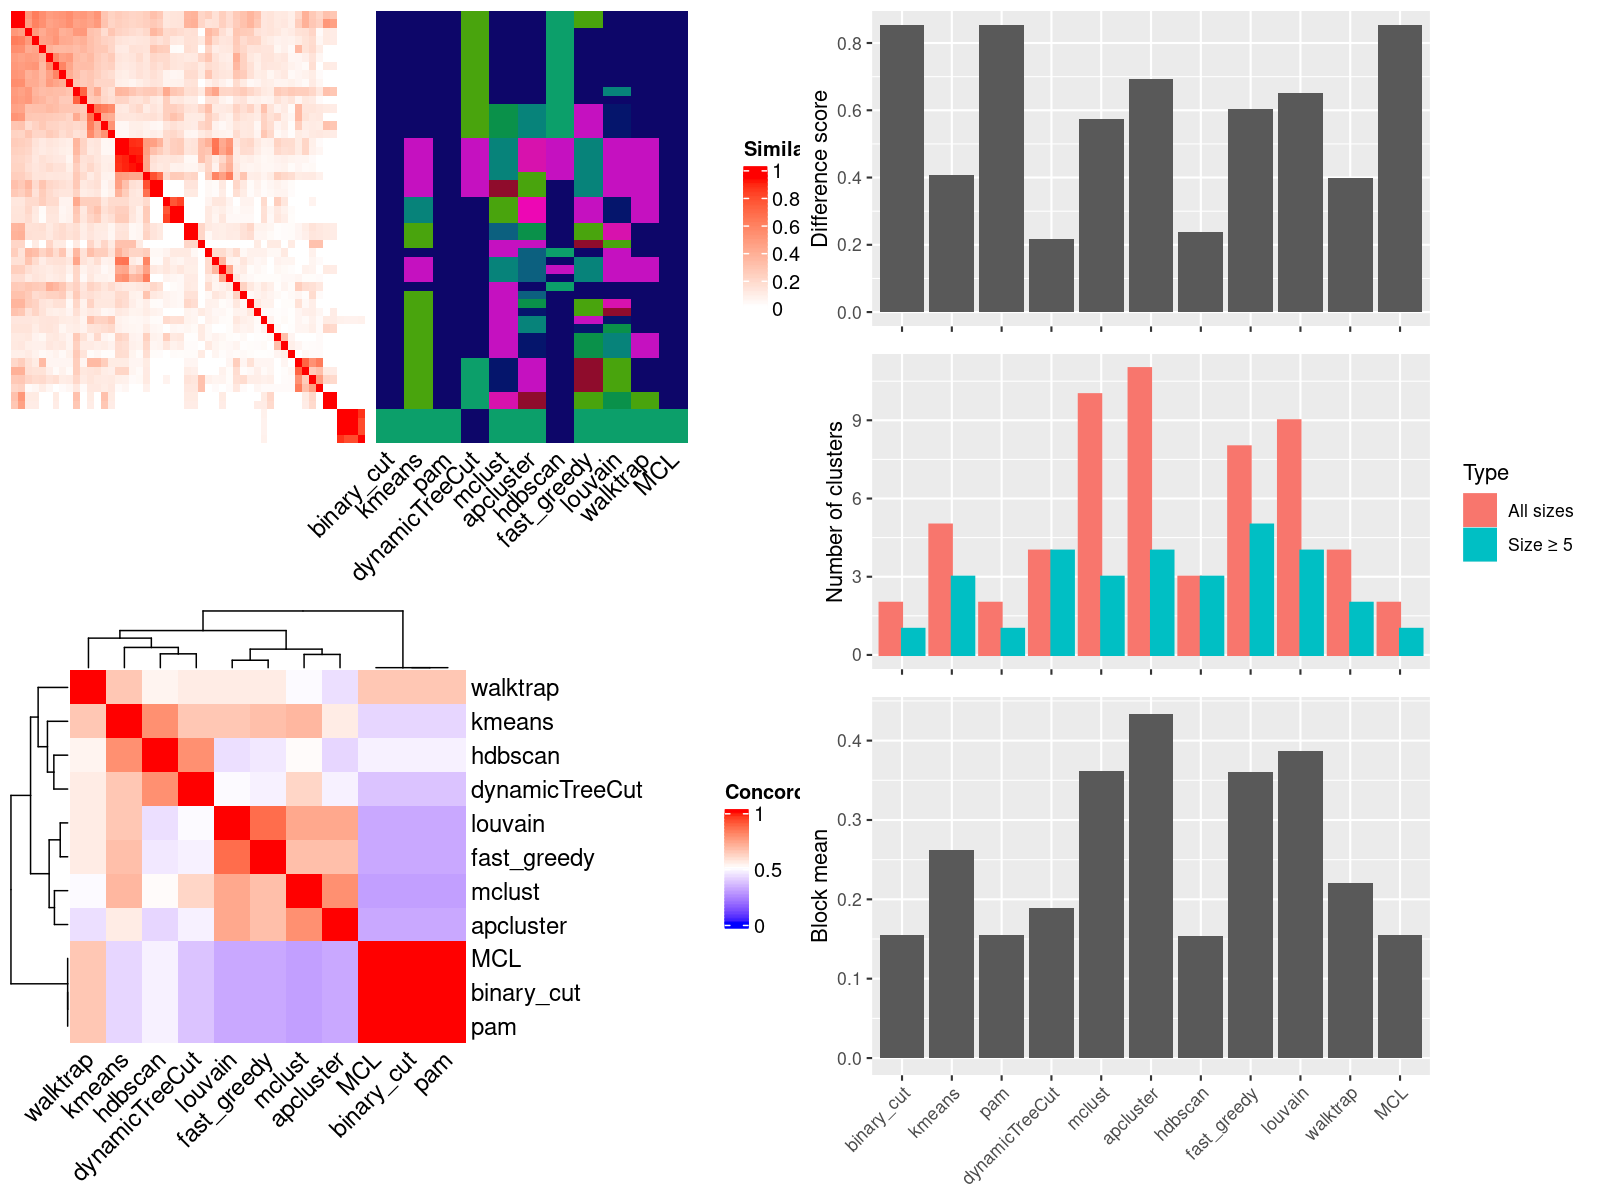 Simila
1
0.8
0.6
0.4
0.2
0
binary_cut
kmeans
pam
dynamicTreeCut
mclust
apcluster
hdbscan
fast_greedy
louvain
walktrap
MCL
walktrap
kmeans
hdbscan
dynamicTreeCut
louvain
fast_greedy
mclust
apcluster
MCL
binary_cut
pam
walktrap
kmeans
hdbscan
dynamicTreeCut
louvain
fast_greedy
mclust
apcluster
MCL
binary_cut
pam
Concord
1
0.5
0
Difference score
0.8
0.6
0.4
0.2
0.0
Number of clusters
9
6
3
0
Type
All sizes
Size ≥ 5
Block mean
0.4
0.3
0.2
0.1
0.0
binary_cut
kmeans
pam
dynamicTreeCut
mclust
apcluster
hdbscan
fast_greedy
louvain
walktrap
MCL